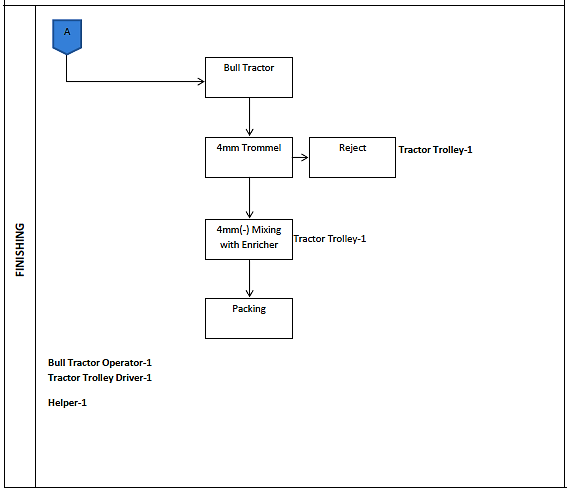 A
Bull Tractor
4mm Trommel
Reject
Tractor Trolley-1
4mm(-) Mixing
with Enricher
Tractor Trolley-1
Packing
FINISHING
Bull Tractor Operator-1
Tractor Trolley Driver-1
Helper-1